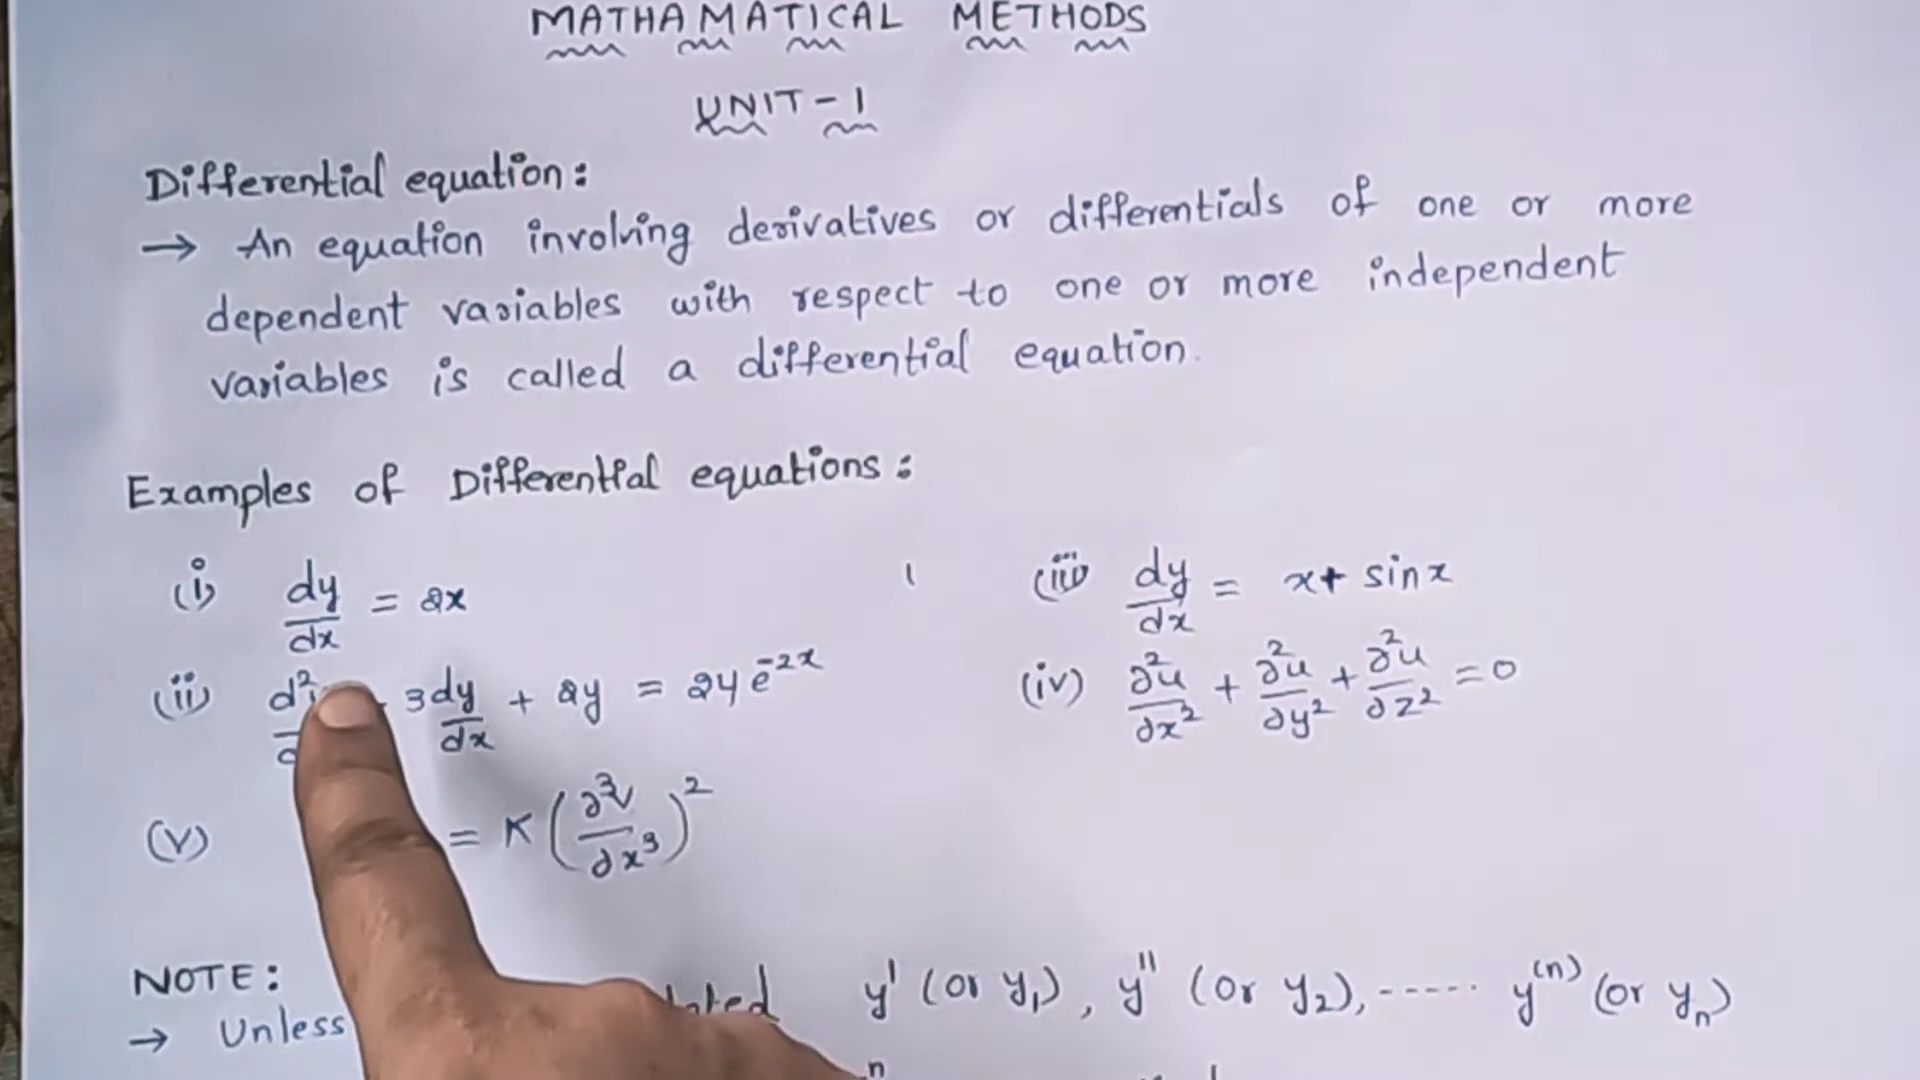 MATHAMATICAL METHODS
UNIT-1
Differential equation:
→ An equation involving derivatives or differentials of one or more
dependent variables with respect to one or more independent
variables is called a differential equation.
Examples of Differential equations:
(i) dy/dx = 2x
(iii) dy/dx = x+ sinx
(ii) 3dy/dx + 2y = 24 e^-2x
(iv) ∂²u/∂x² + ∂²u/∂y² + ∂²u/∂z² = 0
(v) = K(∂³v/∂x³)²
NOTE:
→ Unless y' (or y₁), y'' (or y₂), ----- y⁽ⁿ⁾ (or yₙ)